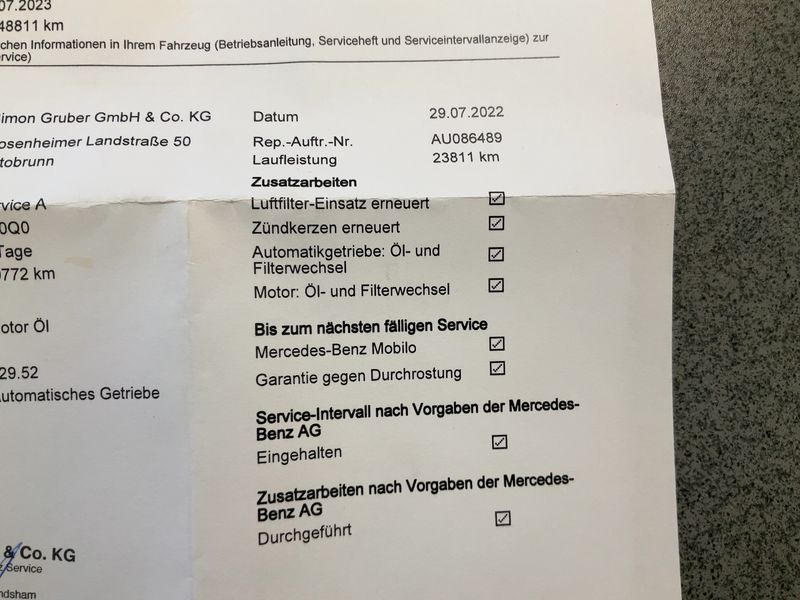 07.2023
48811 km
chen Informationen in Ihrem Fahrzeug (Betriebsanleitung, Serviceheft und Serviceintervallanzeige) zur
rvice)
imon Gruber GmbH & Co. KG
osenheimer Landstraße 50
tobrunn
Datum 29.07.2022
Rep.-Auftr.-Nr. AU086489
Laufleistung 23811 km
Zusatzarbeiten
Luftfilter-Einsatz erneuert
Zündkerzen erneuert
Automatikgetriebe: Öl- und
Filterwechsel
Motor: Öl- und Filterwechsel
Bis zum nächsten fälligen Service
Mercedes-Benz Mobilo
Garantie gegen Durchrostung
Service-Intervall nach Vorgaben der Mercedes-
Benz AG
Eingehalten
Zusatzarbeiten nach Vorgaben der Mercedes-
Benz AG
Durchgeführt
rvice A
0Q0
Tage
0772 km
otor Öl
29.52
utomatisches Getriebe
& Co. KG
Service
ndsham